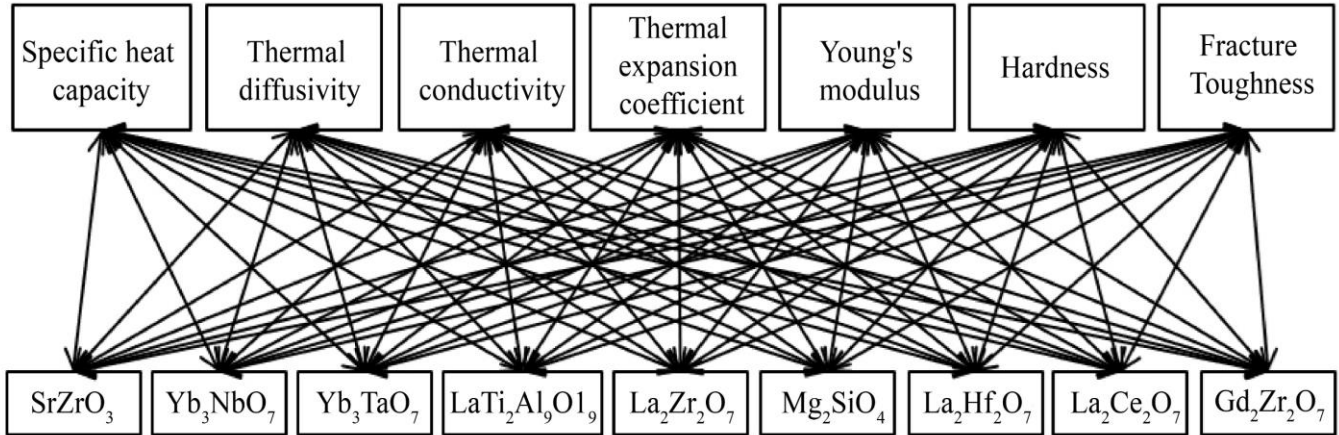 Specific heat
capacity
Thermal
diffusivity
Thermal
conductivity
Thermal
expansion
coefficient
Young's
modulus
Hardness
Fracture
Toughness
SrZrO₃
Yb₃NbO₇
Yb₃TaO₇
LaTi₂Al₉O1₉
La₂Zr₂O₇
Mg₂SiO₄
La₂Hf₂O₇
La₂Ce₂O₇
Gd₂Zr₂O₇